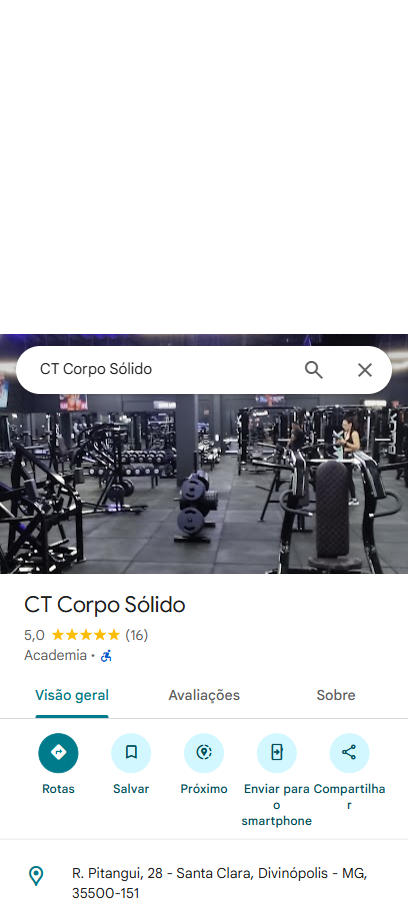 CT Corpo Sólido
CT Corpo Sólido
5,0 ★★★★★ (16)
Academia ·
Visão geral
Avaliações
Sobre
Rotas
Salvar
Próximo
Enviar para
o
smartphone
Compartilha
r
R. Pitangui, 28 - Santa Clara, Divinópolis - MG,
35500-151